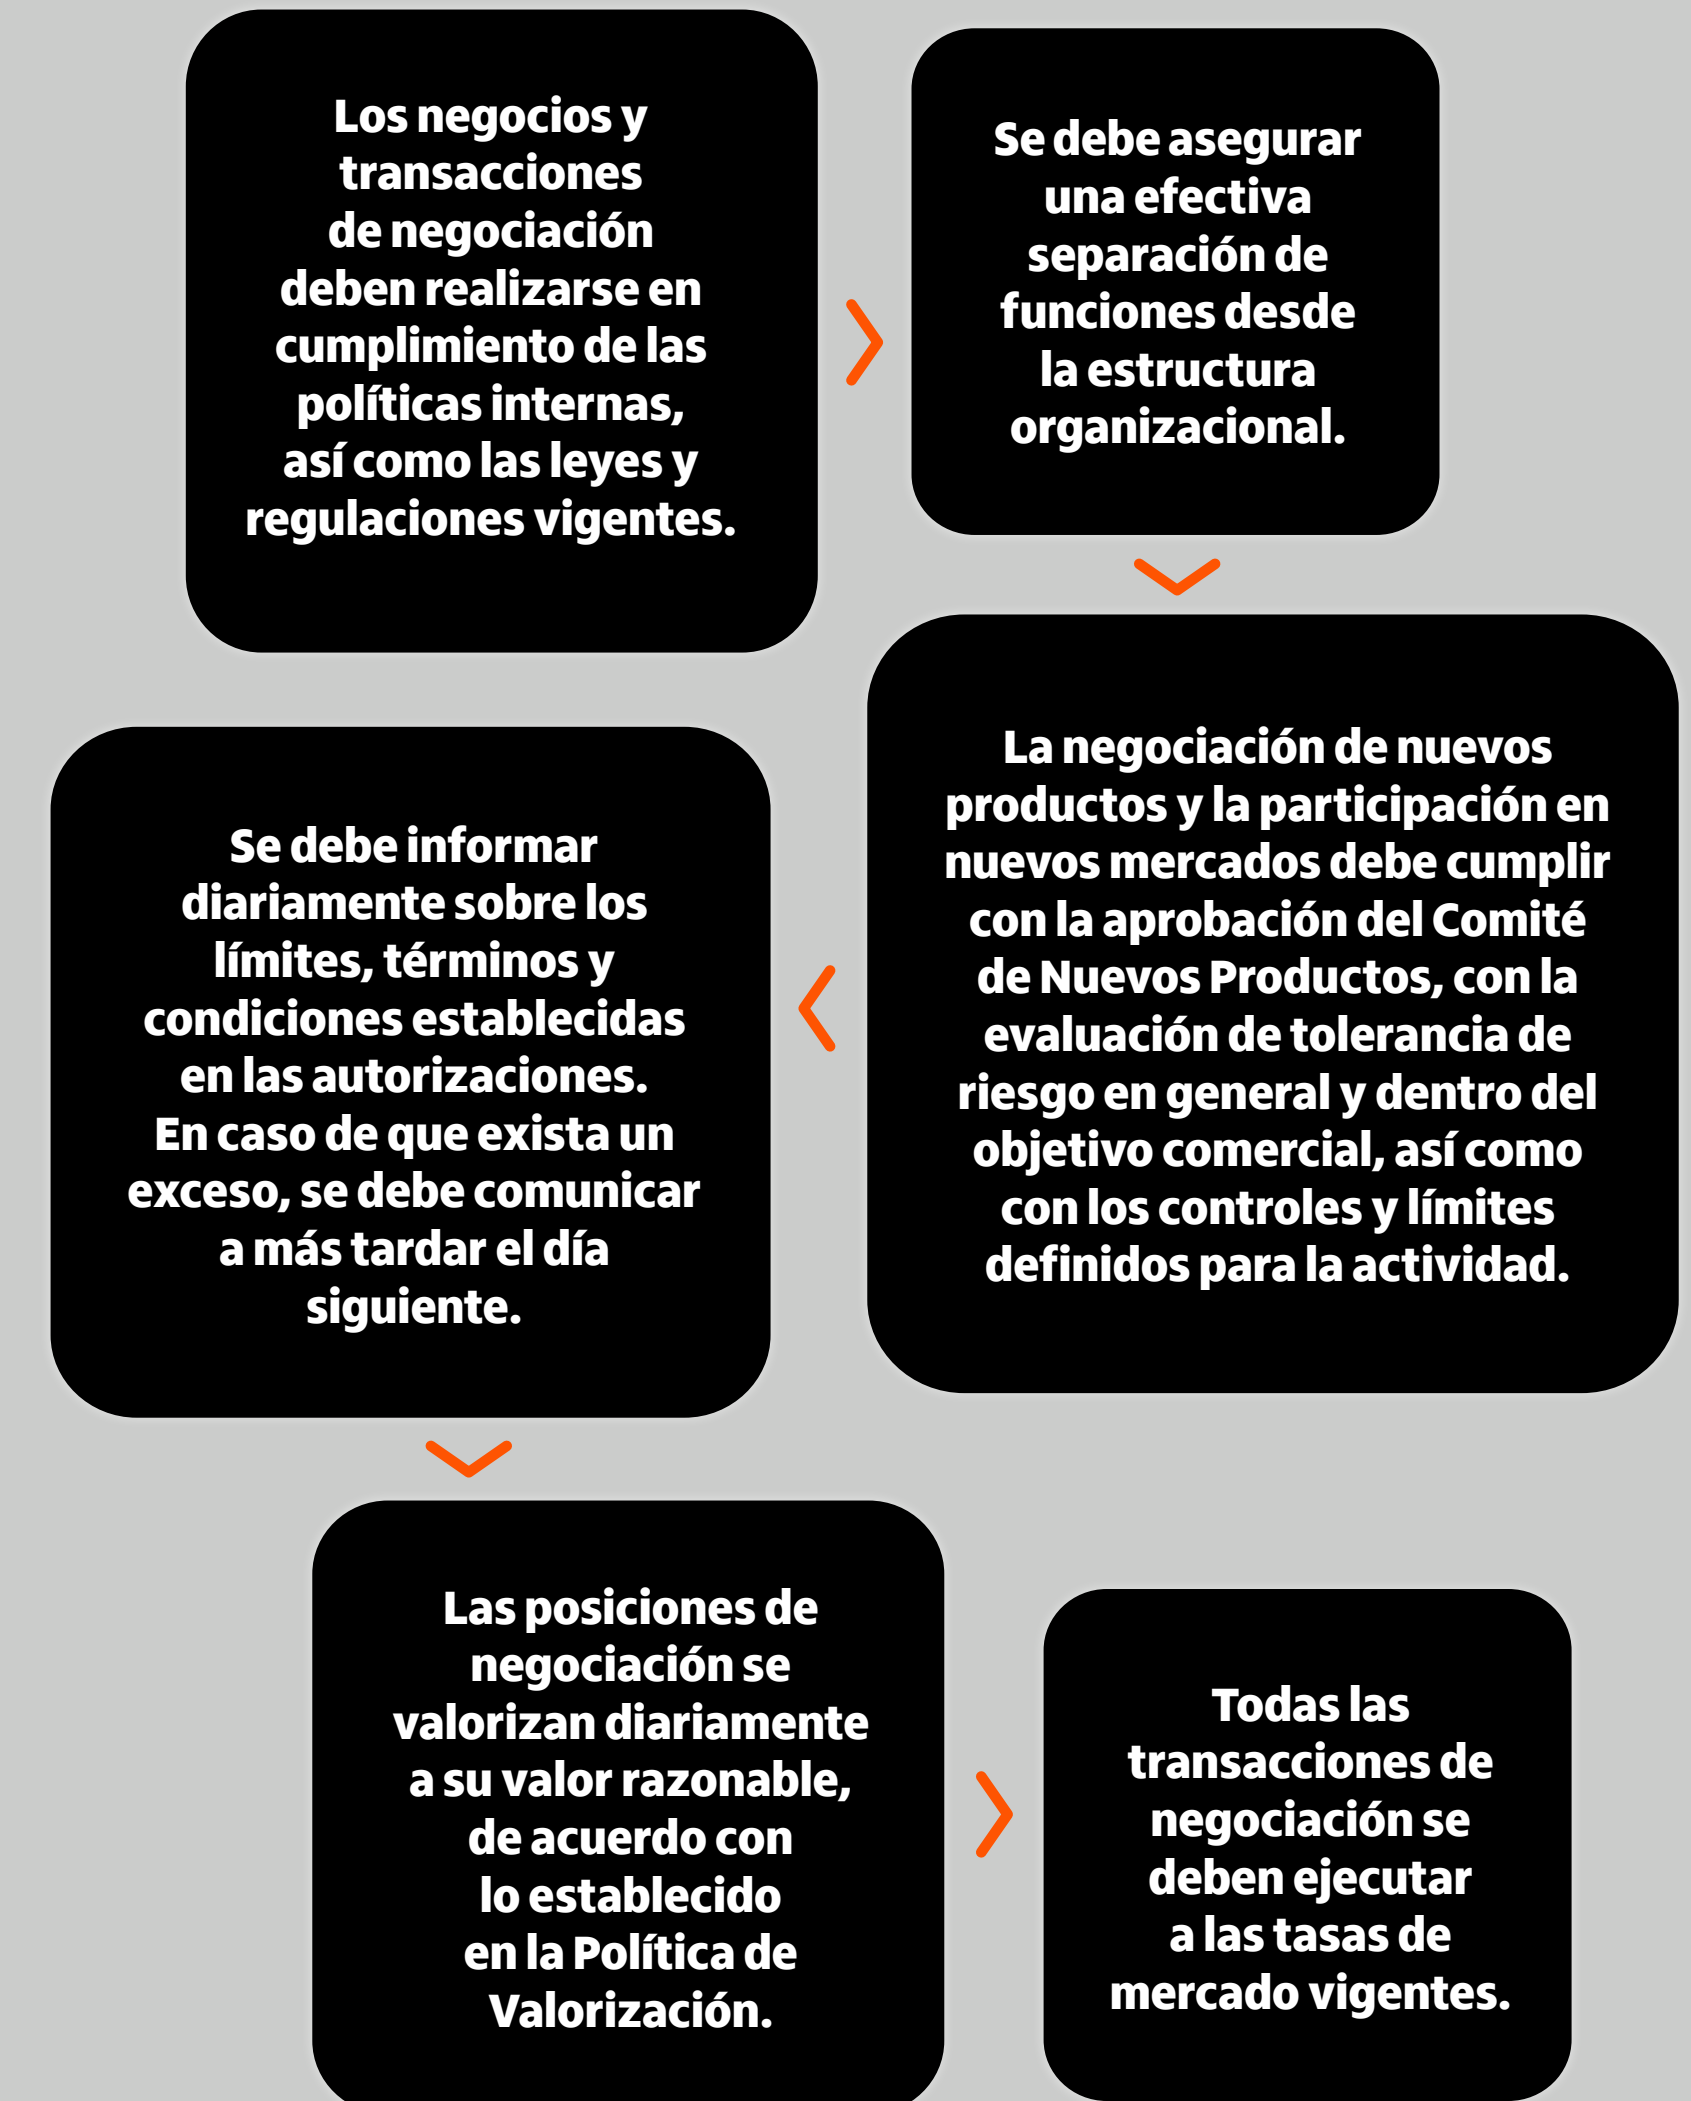 Los negocios y
transacciones
de negociación
deben realizarse en
cumplimiento de las
políticas internas,
así como las leyes y
regulaciones vigentes.
Se debe asegurar
una efectiva
separación de
funciones desde
la estructura
organizacional.
La negociación de nuevos
productos y la participación en
nuevos mercados debe cumplir
con la aprobación del Comité
de Nuevos Productos, con la
evaluación de tolerancia de
riesgo en general y dentro del
objetivo comercial, así como
con los controles y límites
definidos para la actividad.
Se debe informar
diariamente sobre los
límites, términos y
condiciones establecidas
en las autorizaciones.
En caso de que exista un
exceso, se debe comunicar
a más tardar el día
siguiente.
Las posiciones de
negociación se
valorizan diariamente
a su valor razonable,
de acuerdo con
lo establecido
en la Política de
Valorización.
Todas las
transacciones de
negociación se
deben ejecutar
a las tasas de
mercado vigentes.